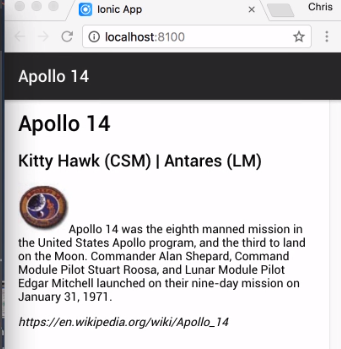 Ionic App
Chris
localhost:8100
Apollo 14
Apollo 14
Kitty Hawk (CSM) | Antares (LM)
Apollo 14 was the eighth manned mission in
the United States Apollo program, and the third to land
on the Moon. Commander Alan Shepard, Command
Module Pilot Stuart Roosa, and Lunar Module Pilot
Edgar Mitchell launched on their nine-day mission on
January 31, 1971.
https://en.wikipedia.org/wiki/Apollo_14